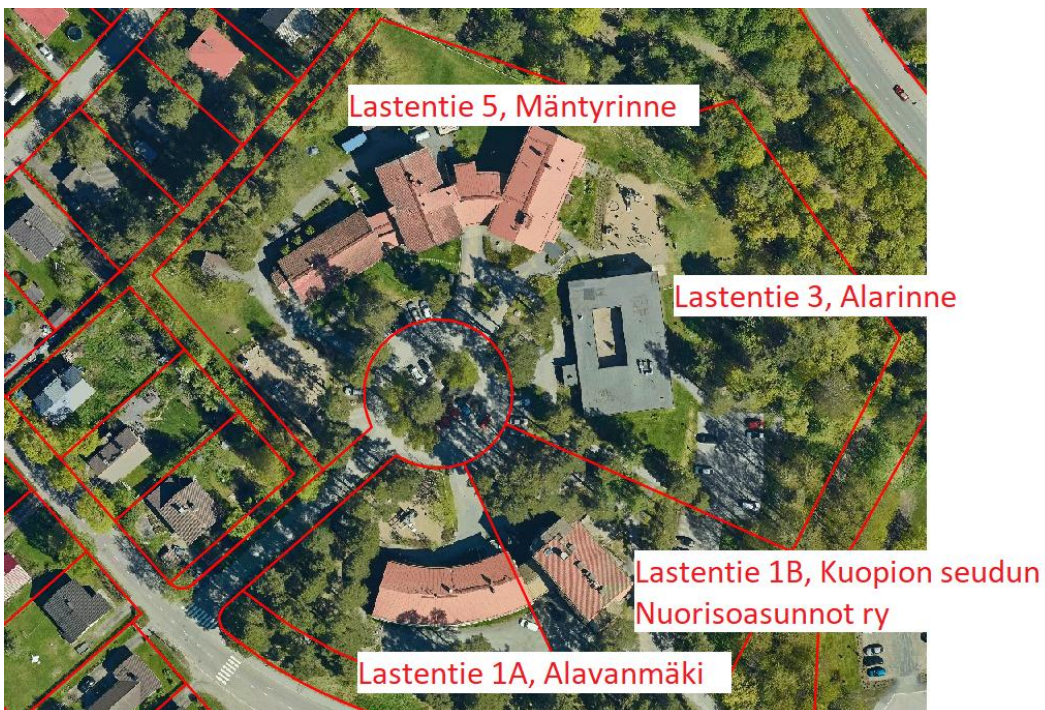 Lastentie 5, Mäntyrinne
Lastentie 3, Alarinne
Lastentie 1B, Kuopion seudun
Nuorisoasunnot ry
Lastentie 1A, Alavanmäki